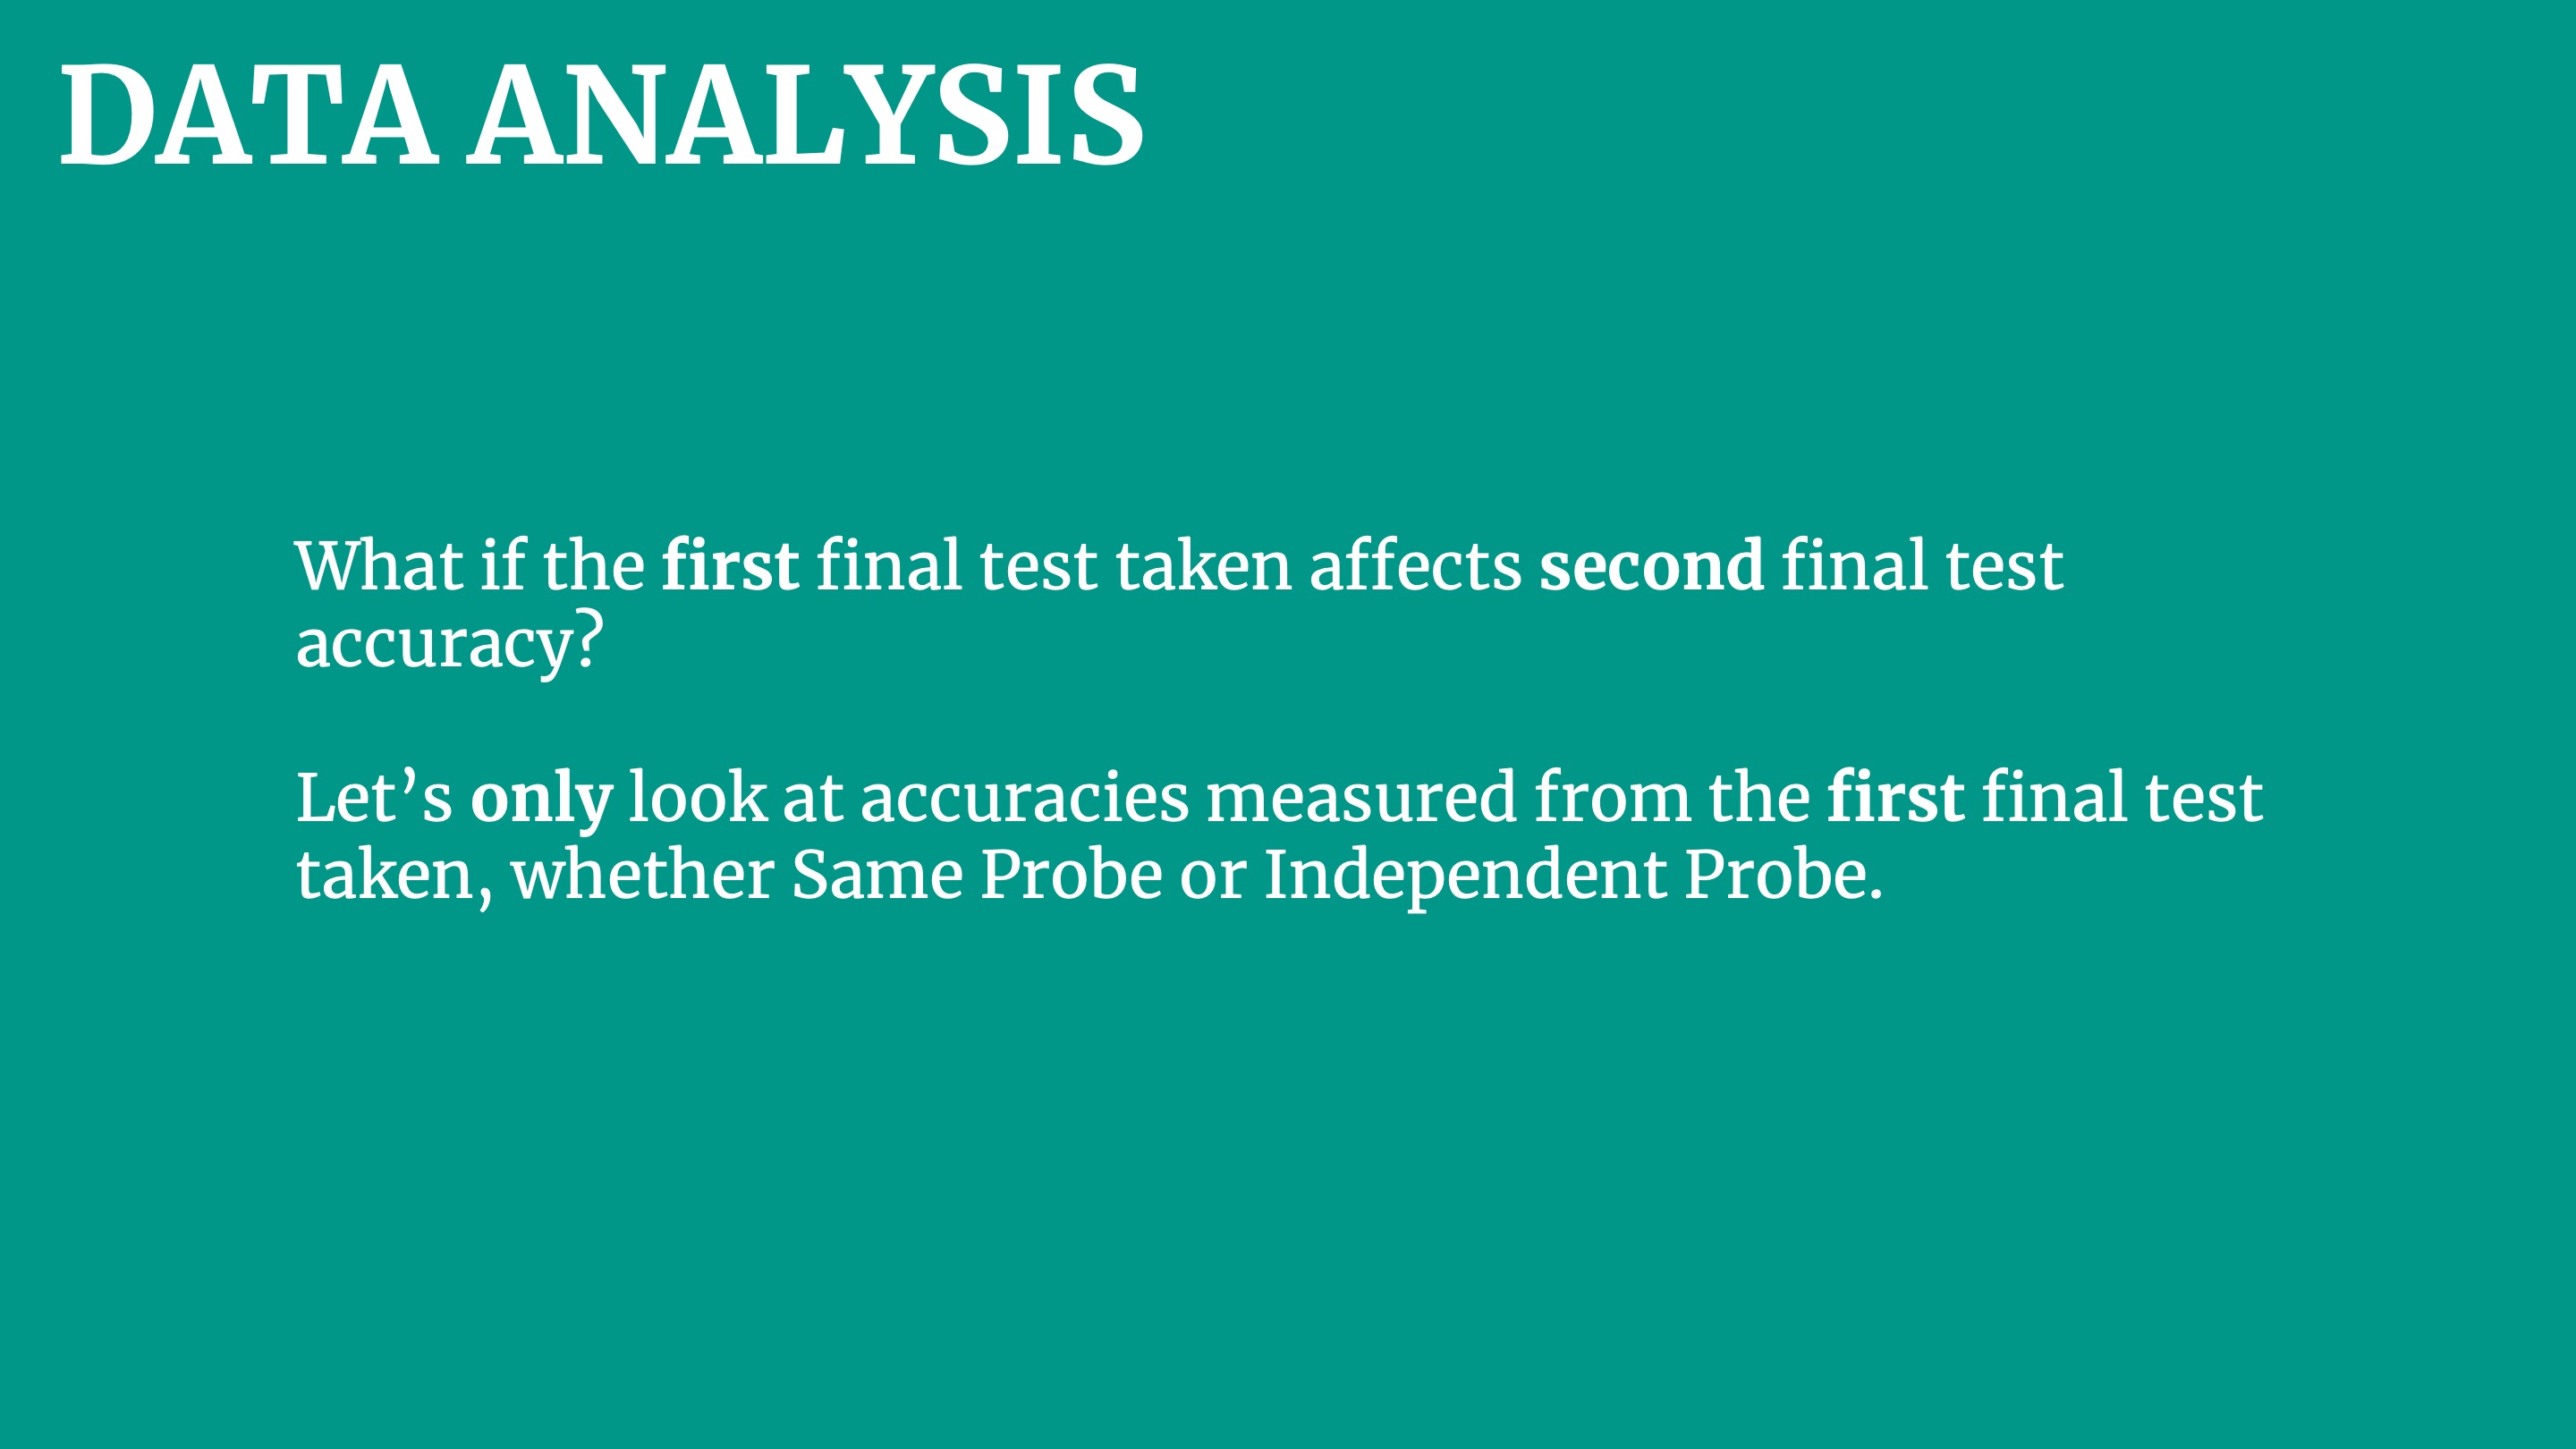 DATA ANALYSIS
What if the first final test taken affects second final test
accuracy?
Let’s only look at accuracies measured from the first final test
taken, whether Same Probe or Independent Probe.